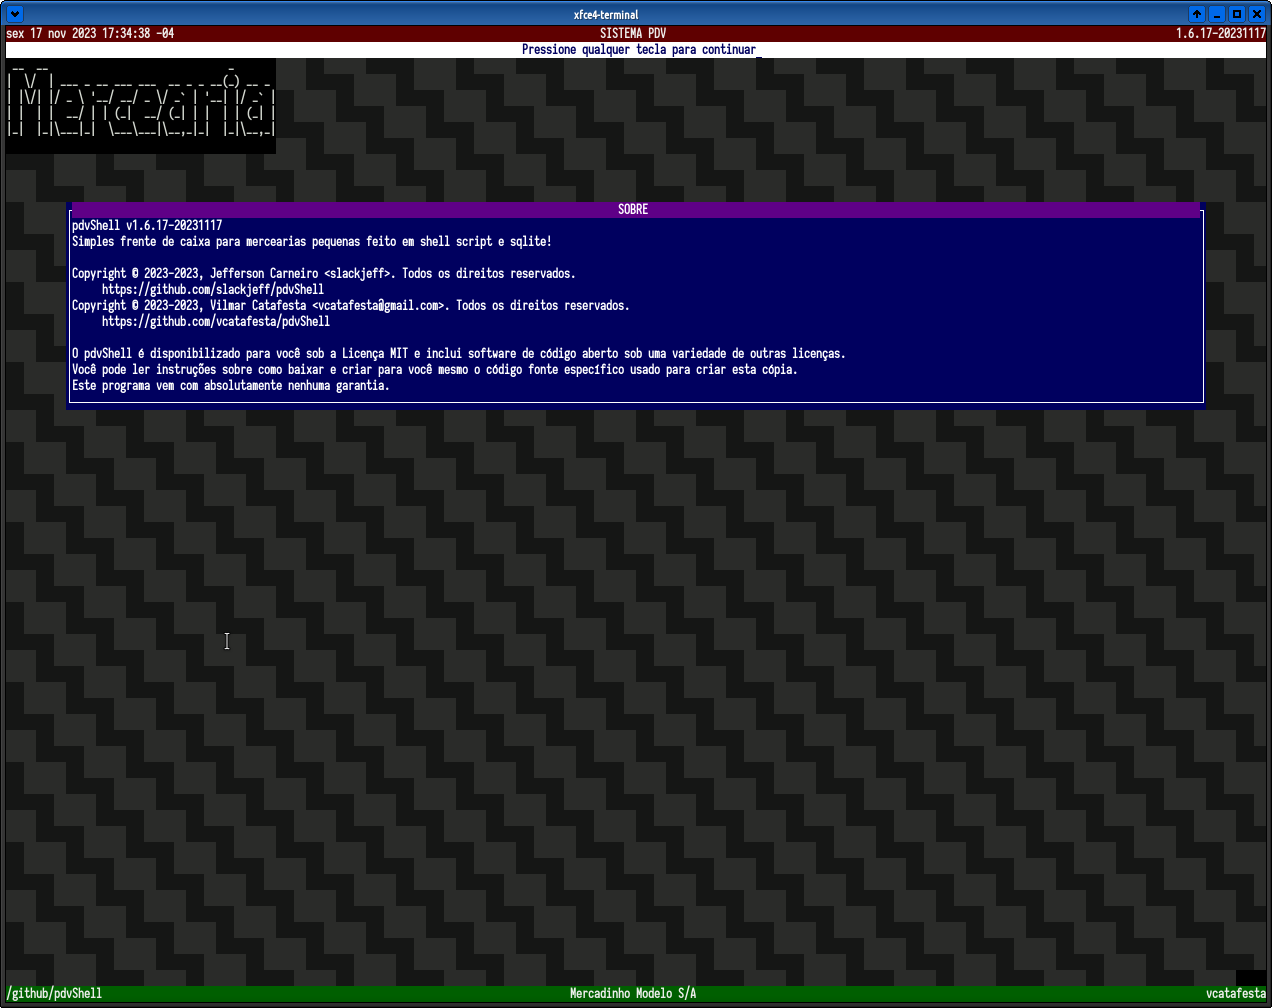 xfce4-terminal
sex 17 nov 2023 17:34:38 -04 SISTEMA PDV 1.6.17-20231117
Pressione qualquer tecla para continuar
Mercearia
SOBRE
pdvShell v1.6.17-20231117
Simples frente de caixa para mercearias pequenas feito em shell script e sqlite!
Copyright © 2023-2023, Jefferson Carneiro <slackjeff>. Todos os direitos reservados.
https://github.com/slackjeff/pdvShell
Copyright © 2023-2023, Vilmar Catafesta <vcatafesta@gmail.com>. Todos os direitos reservados.
https://github.com/vcatafesta/pdvShell
O pdvShell é disponibilizado para você sob a Licença MIT e inclui software de código aberto sob uma variedade de outras licenças.
Você pode ler instruções sobre como baixar e criar para você mesmo o código fonte específico usado para criar esta cópia.
Este programa vem com absolutamente nenhuma garantia.
/github/pdvShell Mercadinho Modelo S/A vcatafesta